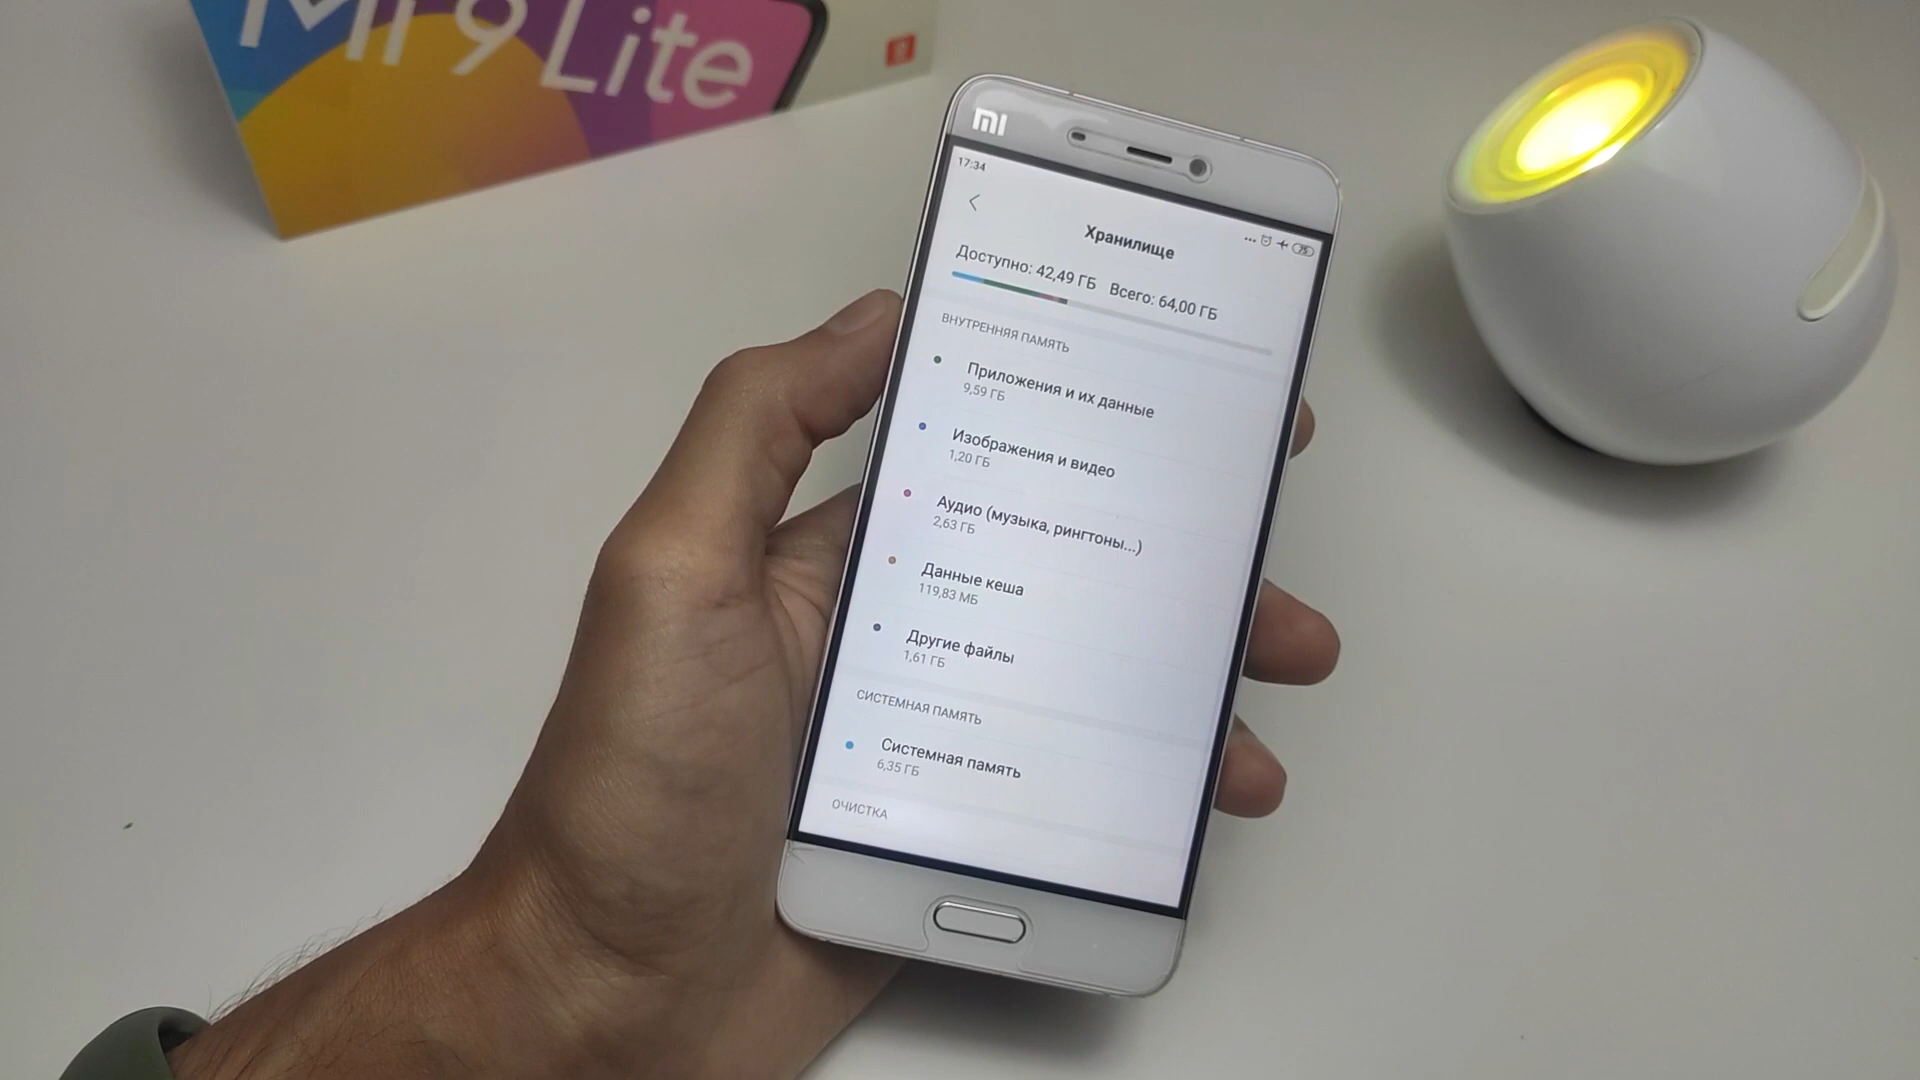 Mi 9 Lite
mi
17:34
75
Хранилище
Доступно: 42,49 ГБ Всего: 64,00 ГБ
ВНУТРЕННЯЯ ПАМЯТЬ
Приложения и их данные
9,59 ГБ
Изображения и видео
1,20 ГБ
Аудио (музыка, рингтоны...)
2,63 ГБ
Данные кеша
119,83 МБ
Другие файлы
1,61 ГБ
СИСТЕМНАЯ ПАМЯТЬ
Системная память
6,35 ГБ
ОЧИСТКА